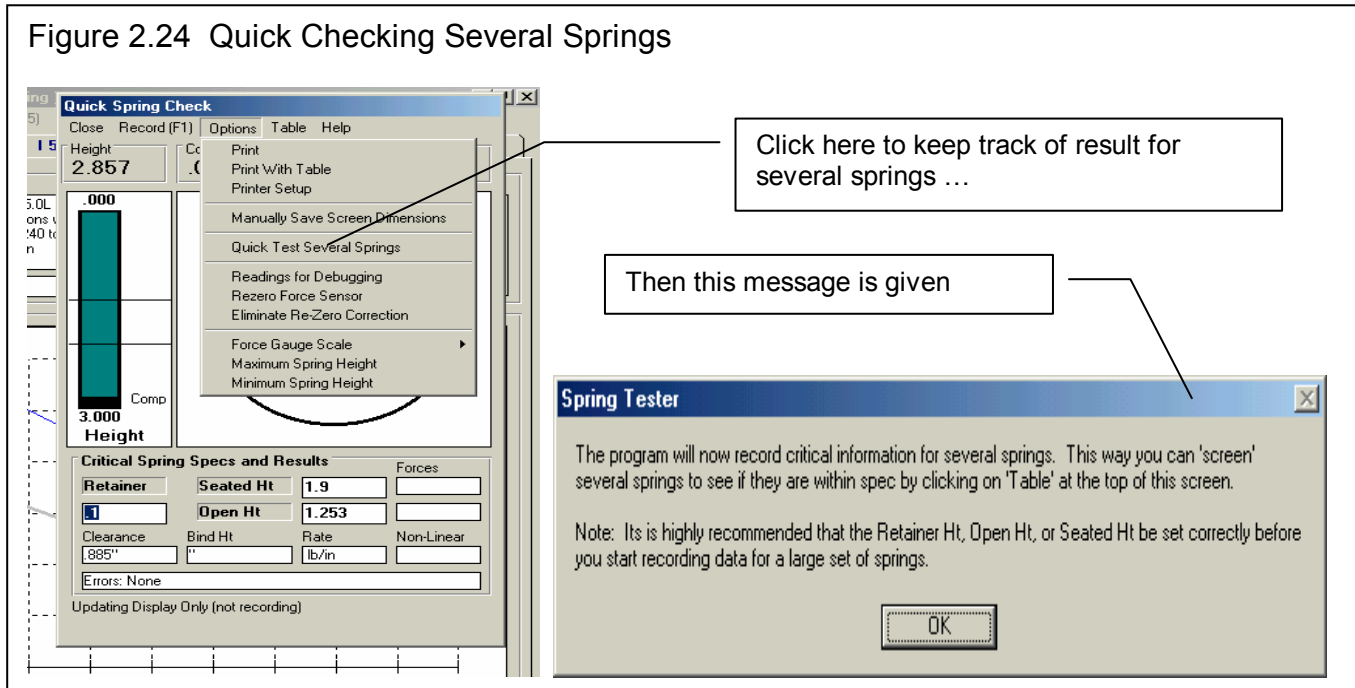 Figure 2.24 Quick Checking Several Springs
Quick Spring Check
Close Record (F1) Options Table Help
Height
2.857
Print
Print With Table
Printer Setup
Manually Save Screen Dimensions
Quick Test Several Springs
Readings for Debugging
Rezero Force Sensor
Eliminate Re-Zero Correction
Force Gauge Scale
Maximum Spring Height
Minimum Spring Height
.000
Comp
3.000
Height
Critical Spring Specs and Results
Forces
Retainer Seated Ht 1.9
.1 Open Ht 1.253
Clearance Bind Ht Rate Non-Linear
.885" " lb/in
Errors: None
Updating Display Only (not recording)
Click here to keep track of result for
several springs …
Then this message is given
Spring Tester
The program will now record critical information for several springs. This way you can 'screen'
several springs to see if they are within spec by clicking on 'Table' at the top of this screen.
Note: Its is highly recommended that the Retainer Ht, Open Ht, or Seated Ht be set correctly before
you start recording data for a large set of springs.
OK